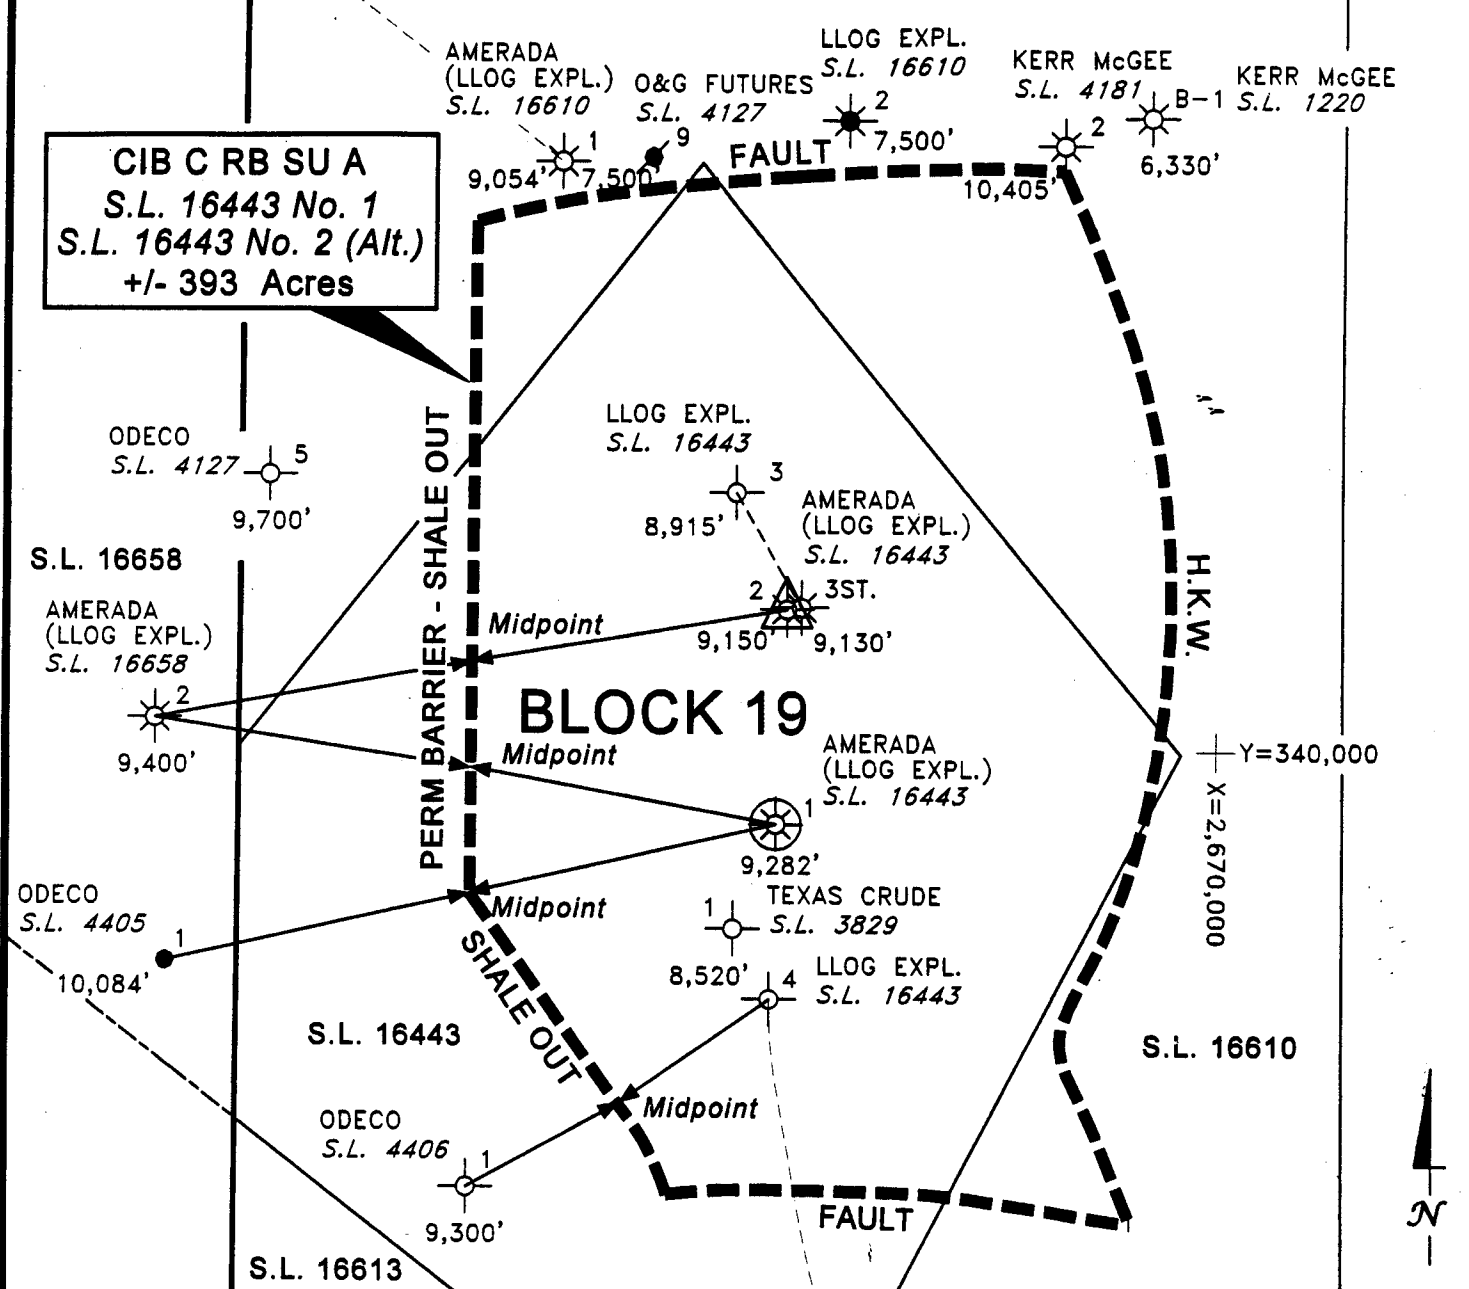 AMERADA
(LLOG EXPL.)
S.L. 16610
1
9,054'
O&G FUTURES
S.L. 4127
9
7,500'
LLOG EXPL.
S.L. 16610
2
7,500'
KERR McGEE
S.L. 4181
2
10,405'
KERR McGEE
S.L. 1220
B-1
6,330'
FAULT
CIB C RB SU A
S.L. 16443 No. 1
S.L. 16443 No. 2 (Alt.)
+/- 393 Acres
ODECO
S.L. 4127
5
9,700'
LLOG EXPL.
S.L. 16443
3
8,915'
AMERADA
(LLOG EXPL.)
S.L. 16443
2
3ST.
9,150'
9,130'
PERM BARRIER - SHALE OUT
H.K.W.
S.L. 16658
AMERADA
(LLOG EXPL.)
S.L. 16658
2
9,400'
Midpoint
BLOCK 19
Midpoint
AMERADA
(LLOG EXPL.)
S.L. 16443
1
9,282'
Y=340,000
X=2,670,000
ODECO
S.L. 4405
1
10,084'
Midpoint
TEXAS CRUDE
S.L. 3829
1
8,520'
LLOG EXPL.
S.L. 16443
4
SHALE OUT
S.L. 16443
S.L. 16610
Midpoint
ODECO
S.L. 4406
1
9,300'
FAULT
S.L. 16613
N